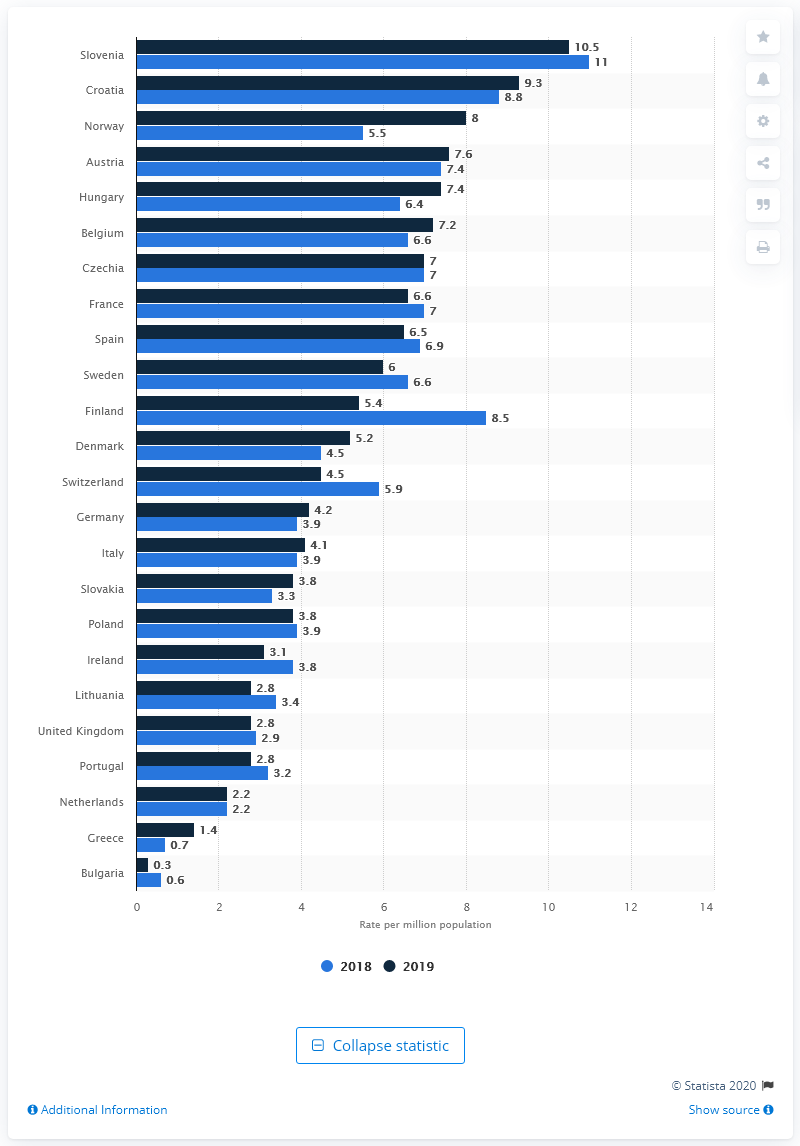 Slovenia 10.5
11
Croatia 9.3
8.8
Norway 8
5.5
Austria 7.6
7.4
Hungary 7.4
6.4
Belgium 7.2
6.6
Czechia 7
7
France 6.6
7
Spain 6.5
6.9
Sweden 6
6.6
Finland 5.4
8.5
Denmark 5.2
4.5
Switzerland 4.5
5.9
Germany 4.2
3.9
Italy 4.1
3.9
Slovakia 3.8
3.3
Poland 3.8
3.9
Ireland 3.1
3.8
Lithuania 2.8
3.4
United Kingdom 2.8
2.9
Portugal 2.8
3.2
Netherlands 2.2
2.2
Greece 1.4
0.7
Bulgaria 0.3
0.6
0 2 4 6 8 10 12 14
Rate per million population
2018 2019
Collapse statistic
© Statista 2020
Additional Information Show source